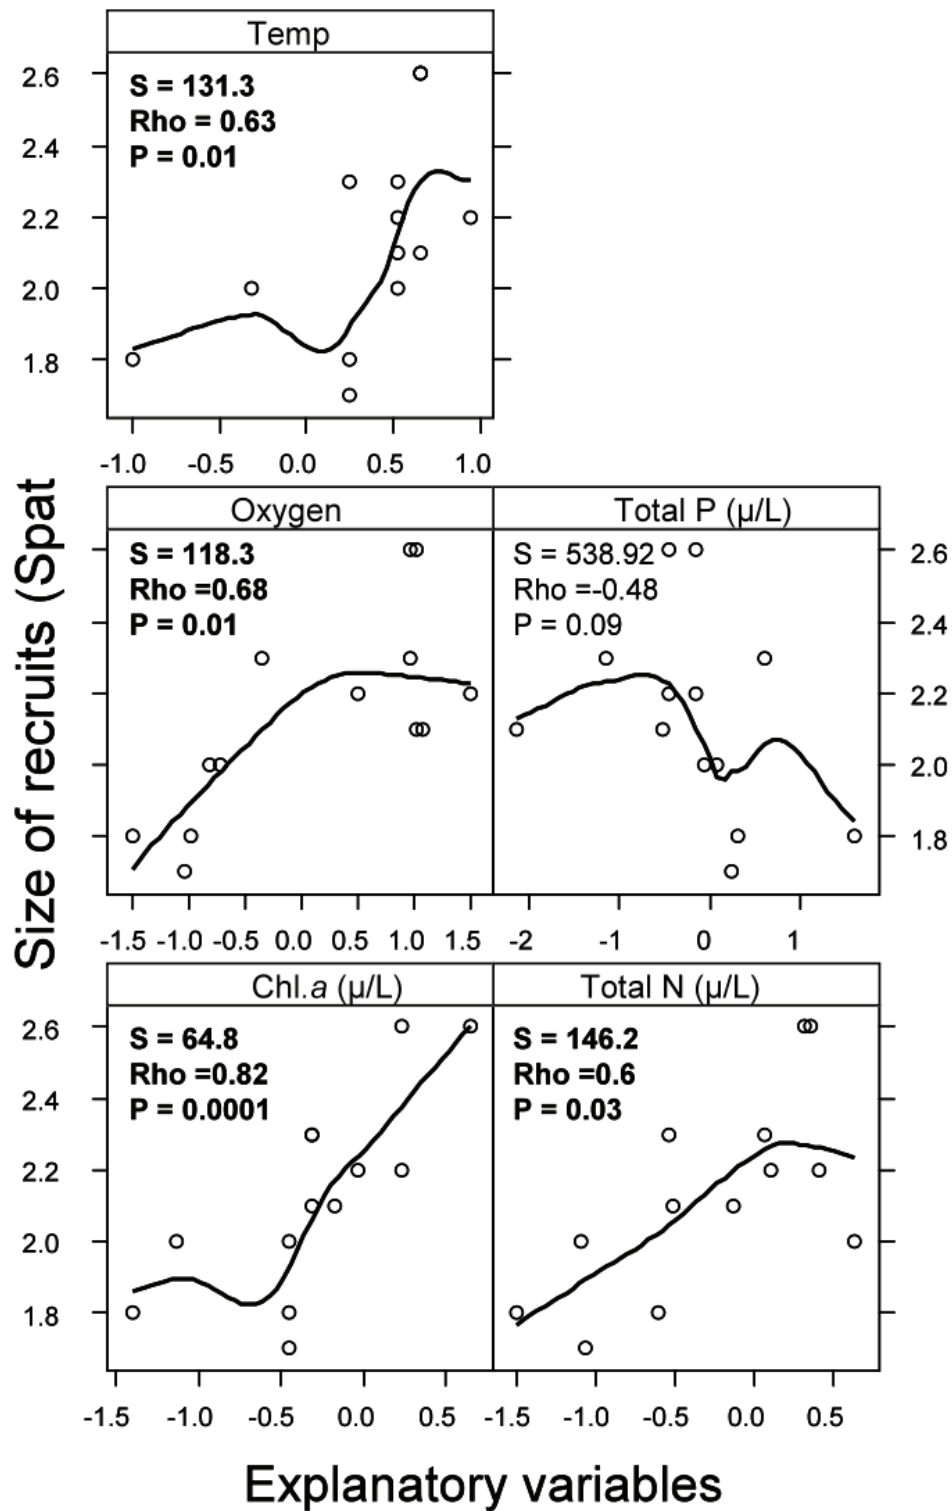 Temp
S = 131.3
Rho = 0.63
P = 0.01
2.6
2.4
2.2
2.0
1.8
-1.0 -0.5 0.0 0.5 1.0
Size of recruits (Spat
Oxygen
S = 118.3
Rho =0.68
P = 0.01
-1.5 -1.0 -0.5 0.0 0.5 1.0 1.5
Total P (µ/L)
S = 538.92
Rho =-0.48
P = 0.09
2.6
2.4
2.2
2.0
1.8
-2 -1 0 1
Chl.a (µ/L)
S = 64.8
Rho =0.82
P = 0.0001
2.6
2.4
2.2
2.0
1.8
-1.5 -1.0 -0.5 0.0 0.5
Total N (µ/L)
S = 146.2
Rho =0.6
P = 0.03
-1.5 -1.0 -0.5 0.0 0.5
Explanatory variables